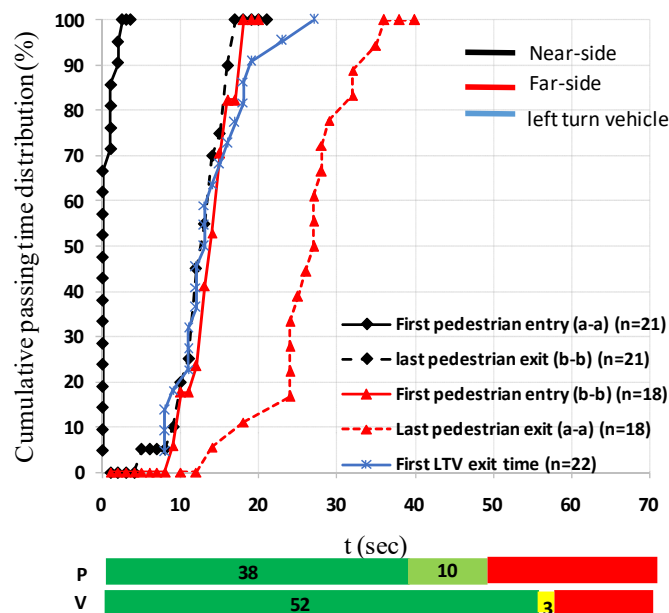 Cumulative passing time distribution (%)
100
90
80
70
60
50
40
30
20
10
0
Near-side
Far-side
left turn vehicle
First pedestrian entry (a-a) (n=21)
last pedestrian exit (b-b) (n=21)
First pedestrian entry (b-b) (n=18)
Last pedestrian exit (a-a) (n=18)
First LTV exit time (n=22)
0 10 20 30 40 50 60 70
t (sec)
P 38 10
V 52 3